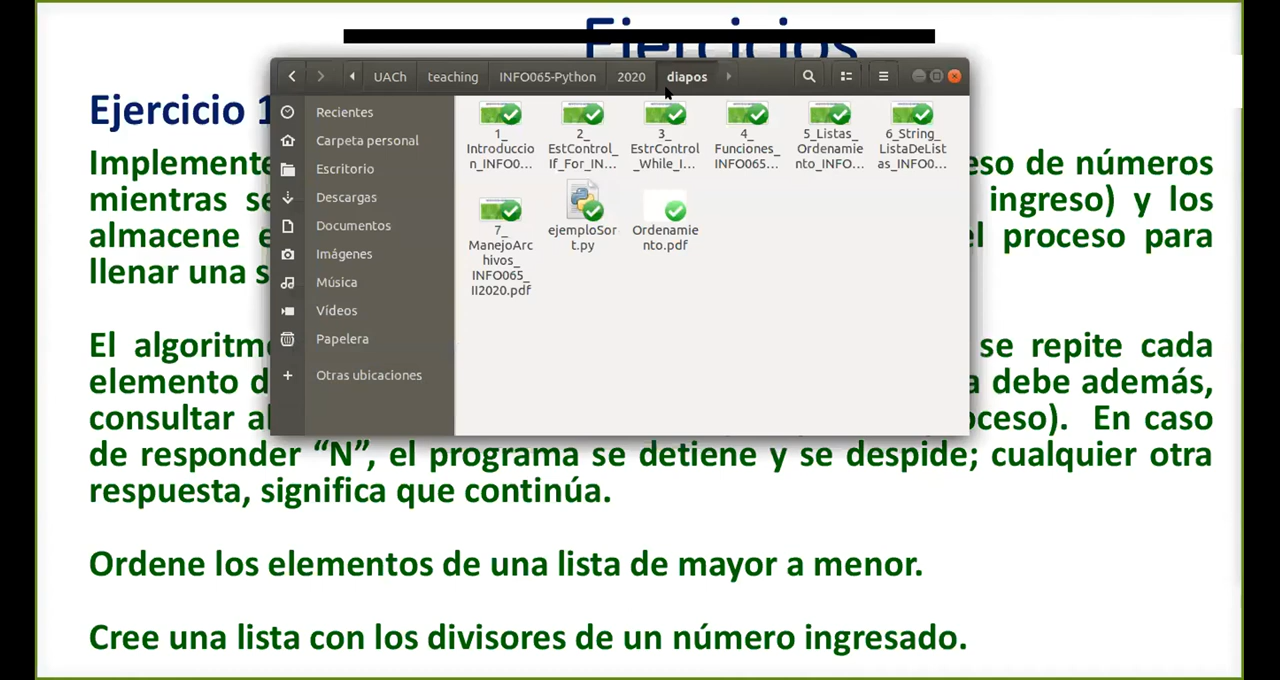 Ejercicios
UACh teaching INFO065-Python 2020 diapos
Recientes
Carpeta personal
Escritorio
Descargas
Documentos
Imágenes
Música
Vídeos
Papelera
Otras ubicaciones
1_
Introduccio
n_INFO0...
2_
EstControl_
If_For_IN...
3_
EstrControl
_While_I...
4_
Funciones_
INFO065...
5_Listas_
Ordenamie
nto_INFO...
6_String_
ListaDeList
as_INFO0...
7_
ManejoArc
hivos_
INFO065_
II2020.pdf
ejemploSor
t.py
Ordenamie
nto.pdf
Ejercicio 1
Implemente eso de números
mientras se ingreso) y los
almacene e el proceso para
llenar una s
El algoritmo se repite cada
elemento d a debe además,
consultar al oceso). En caso
de responder “N”, el programa se detiene y se despide; cualquier otra
respuesta, significa que continúa.
Ordene los elementos de una lista de mayor a menor.
Cree una lista con los divisores de un número ingresado.